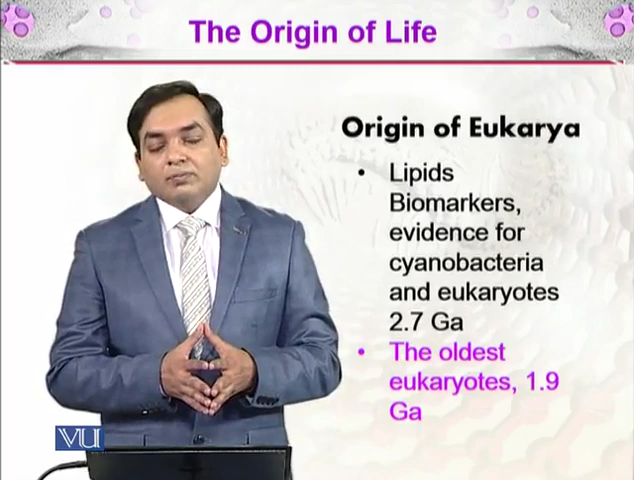 The Origin of Life
Origin of Eukarya
• Lipids
Biomarkers,
evidence for
cyanobacteria
and eukaryotes
2.7 Ga
• The oldest
eukaryotes, 1.9
Ga
VU